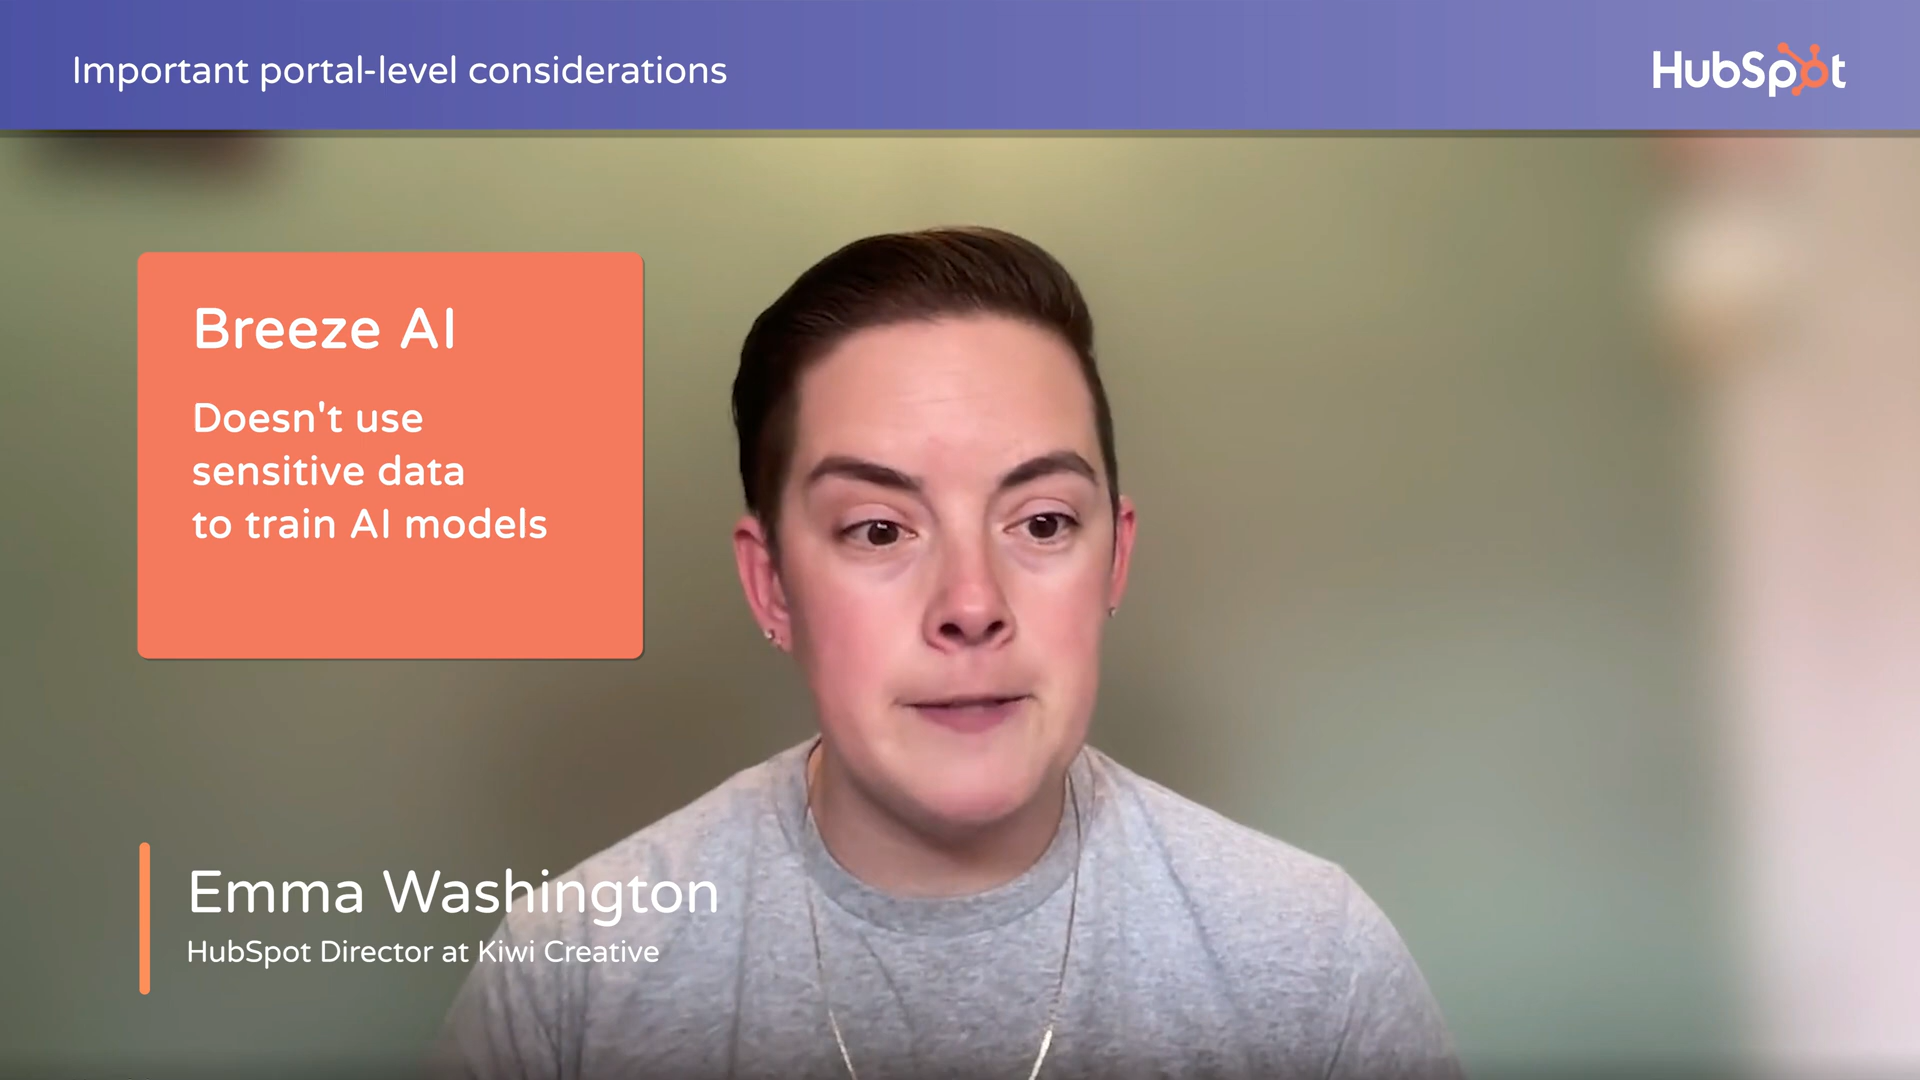 Important portal-level considerations
HubSpot
Breeze AI
Doesn't use
sensitive data
to train AI models
Emma Washington
HubSpot Director at Kiwi Creative